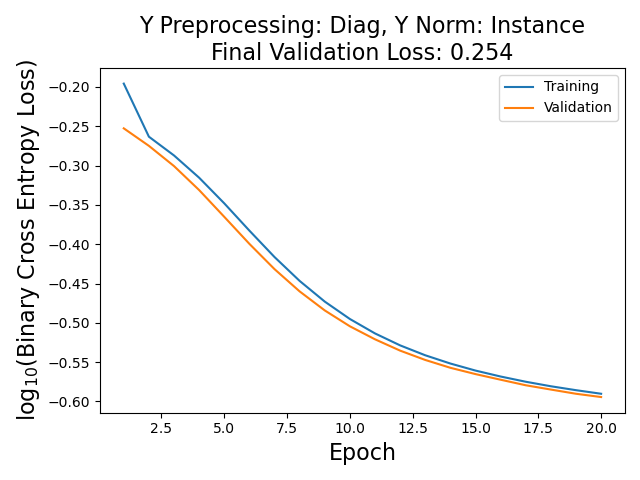 Y Preprocessing: Diag, Y Norm: Instance
Final Validation Loss: 0.254
Training
Validation
log₁₀(Binary Cross Entropy Loss)
−0.20
−0.25
−0.30
−0.35
−0.40
−0.45
−0.50
−0.55
−0.60
2.5 5.0 7.5 10.0 12.5 15.0 17.5 20.0
Epoch